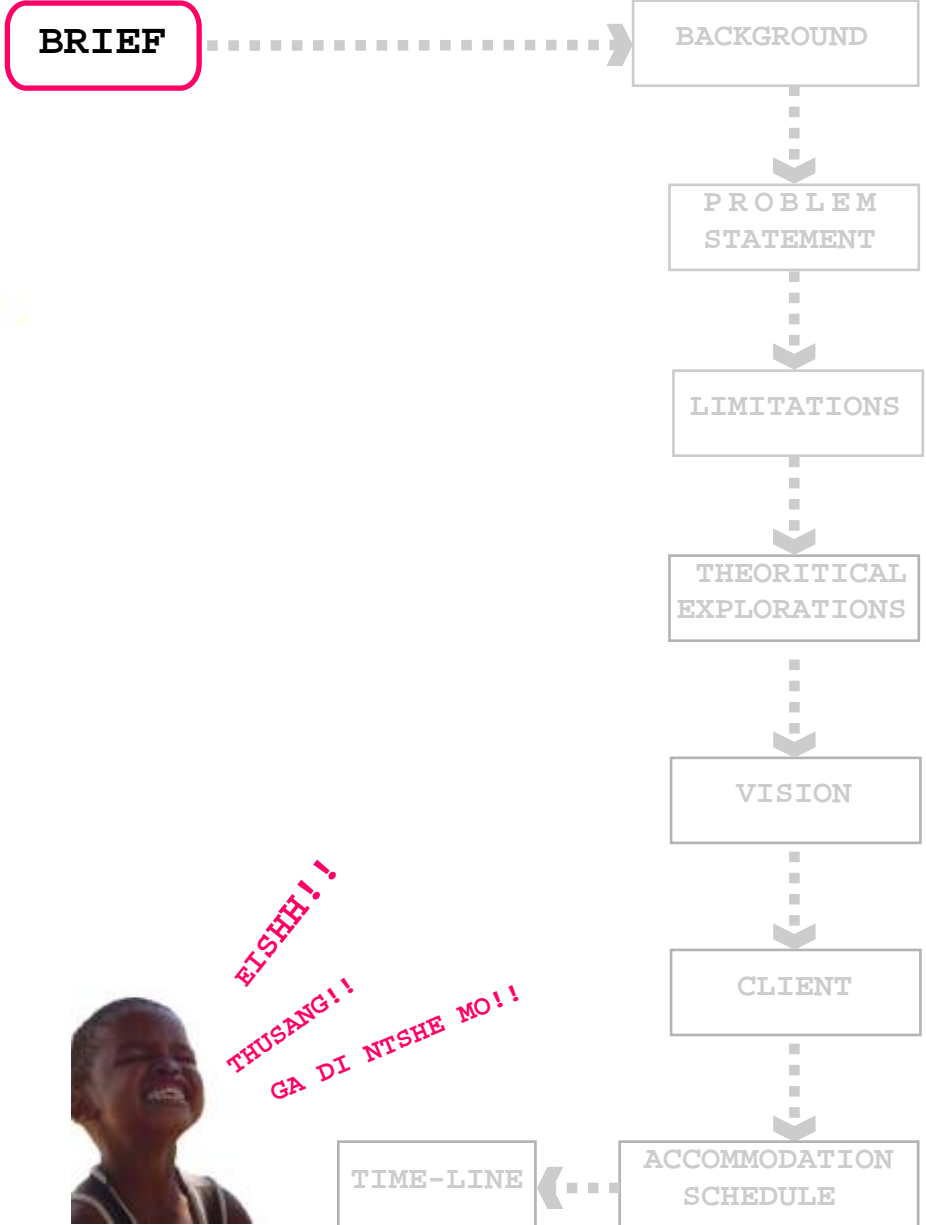 BRIEF
BACKGROUND
PROBLEM
STATEMENT
LIMITATIONS
THEORITICAL
EXPLORATIONS
VISION
CLIENT
ACCOMMODATION
SCHEDULE
TIME-LINE
EISHH!!
THUSANG!!
GA DI NTSHE MO!!